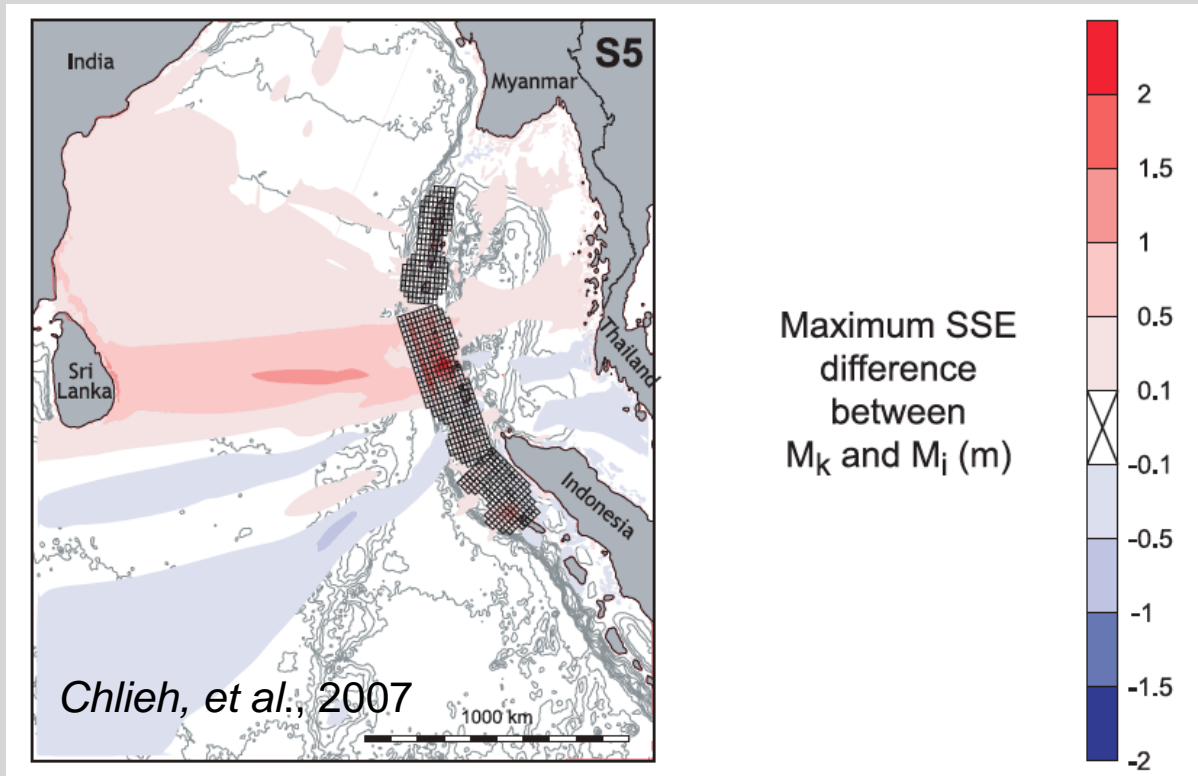 India
S5
Myanmar
Sri
Lanka
Thailand
Indonesia
Chlieh, et al., 2007
1000 km
Maximum SSE
difference
between
Mk and Mi (m)
2
1.5
1
0.5
0.1
-0.1
-0.5
-1
-1.5
-2